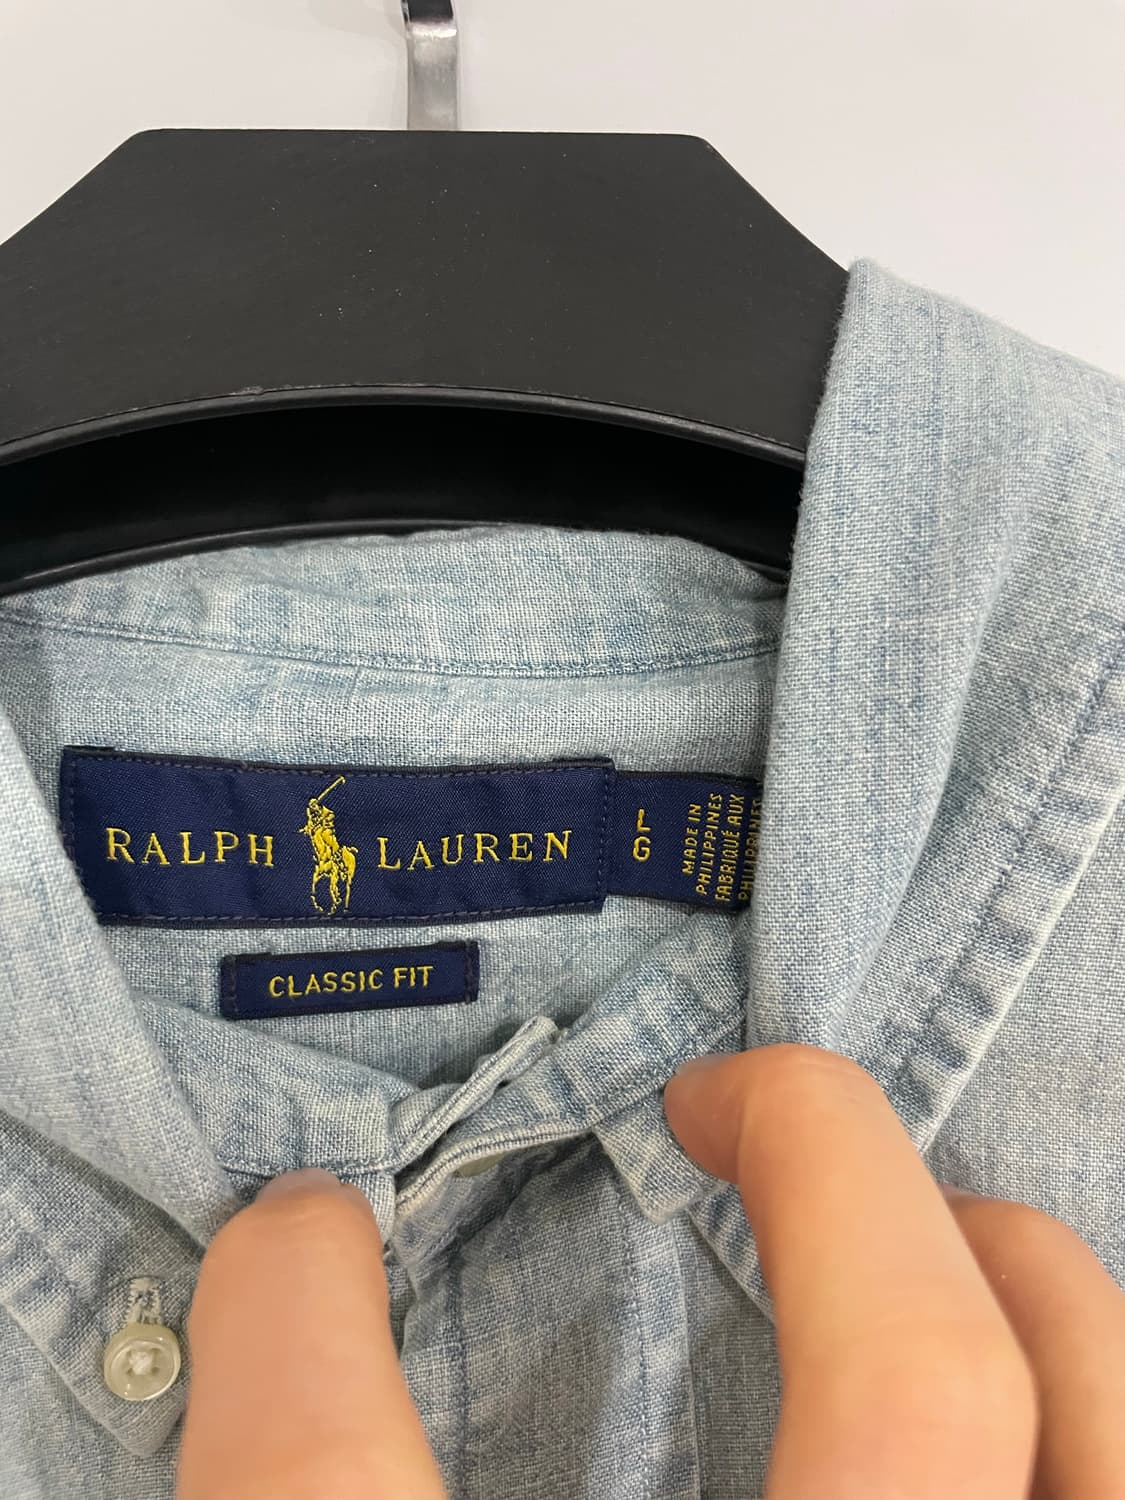 RALPH LAUREN
L
G
MADE IN
PHILIPPINES
FABRIQUÉ AUX
PHILIPPINES
CLASSIC FIT